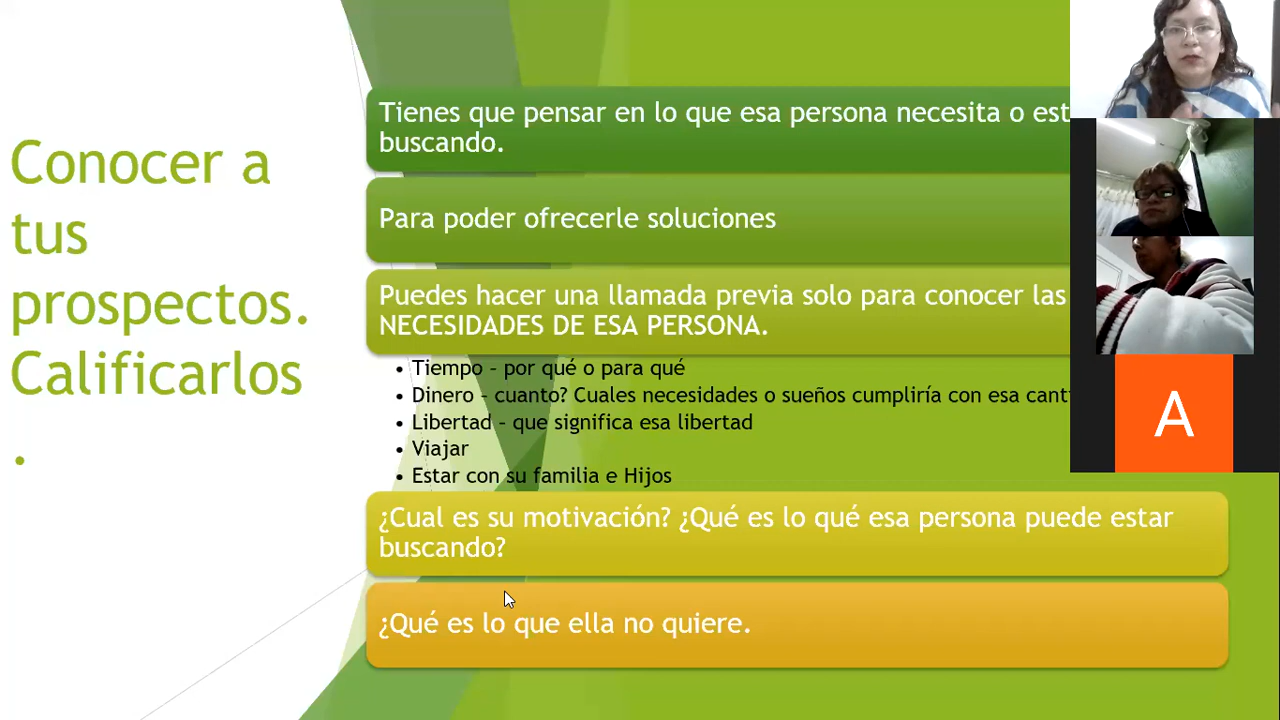 Conocer a
tus
prospectos.
Calificarlos
.
Tienes que pensar en lo que esa persona necesita o
buscando.
Para poder ofrecerle soluciones
Puedes hacer una llamada previa solo para conocer las
NECESIDADES DE ESA PERSONA.
• Tiempo – por qué o para qué
• Dinero – cuanto? Cuales necesidades o sueños cumpliría con esa
• Libertad – que significa esa libertad
• Viajar
• Estar con su familia e Hijos
¿Cual es su motivación? ¿Qué es lo qué esa persona puede estar
buscando?
¿Qué es lo que ella no quiere.
A